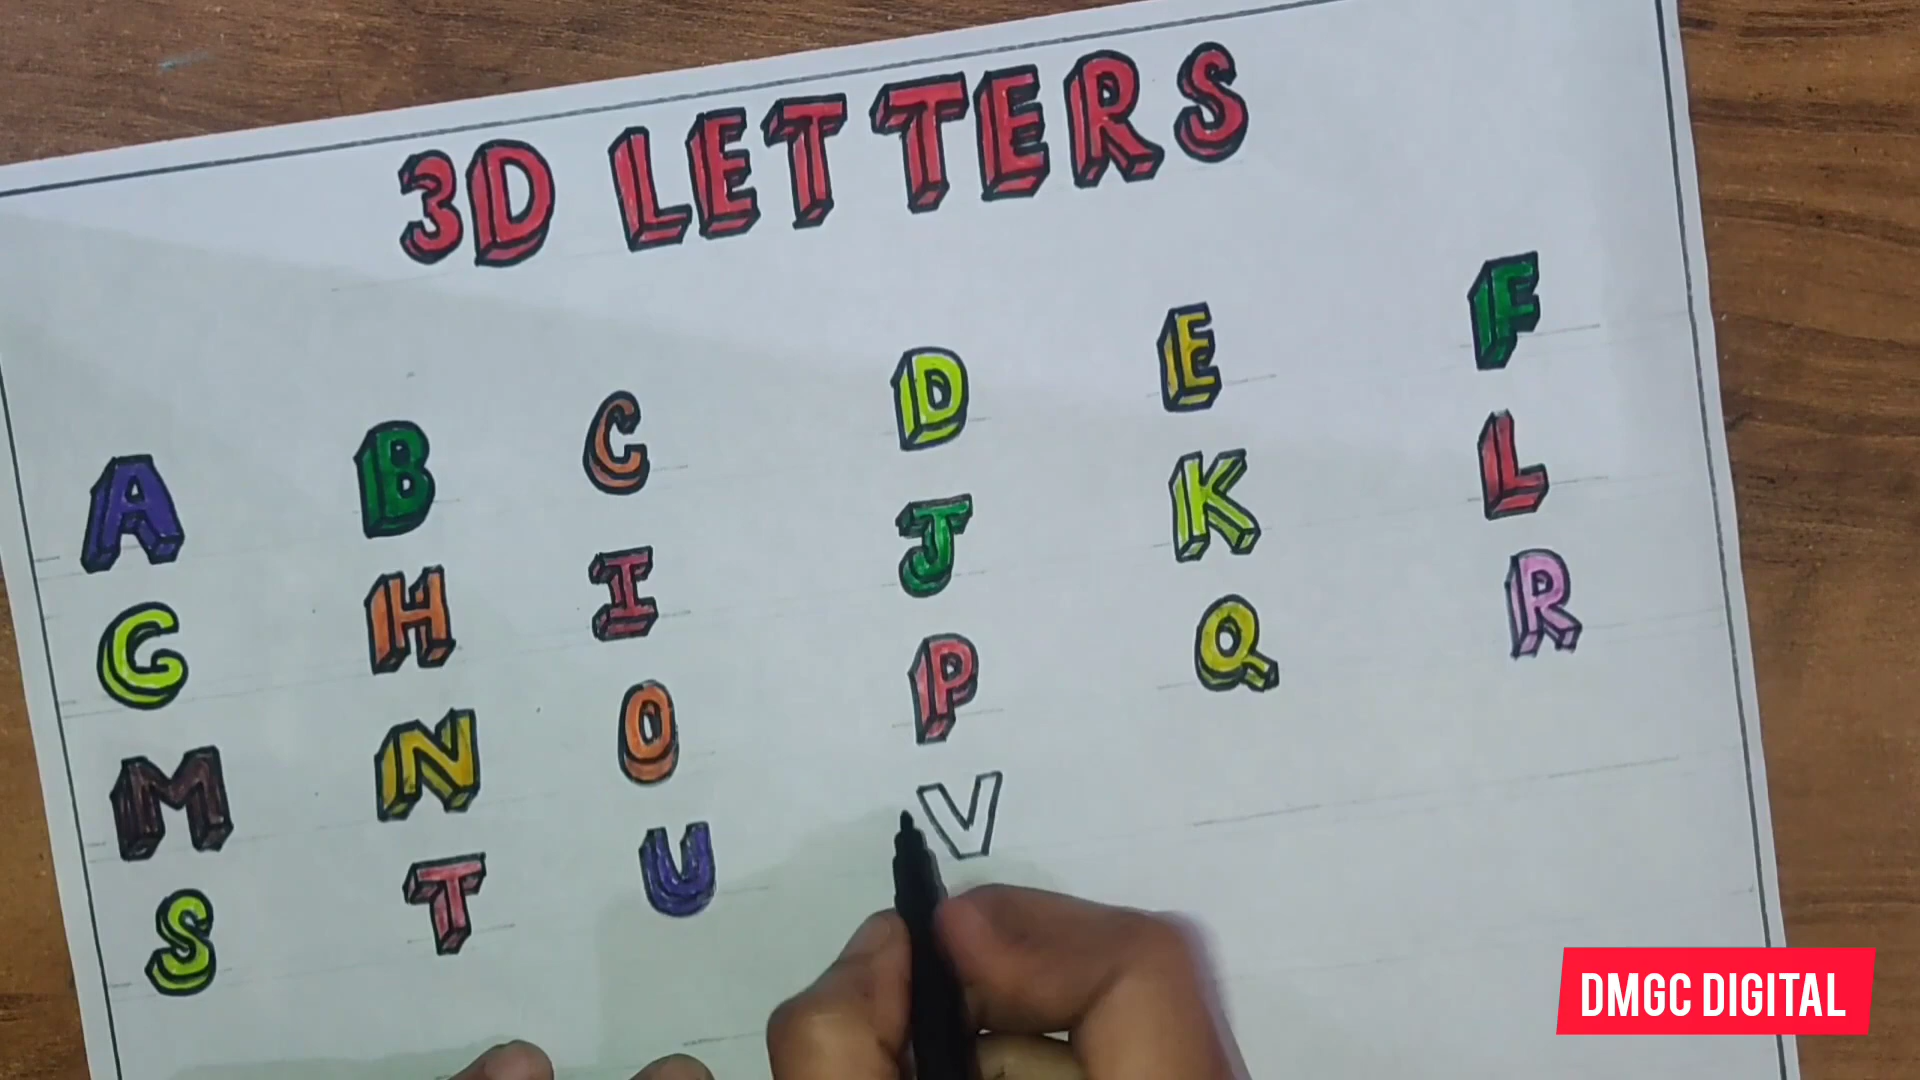 3D LETTERS
A B C D E F
G H I J K L
M N O P Q R
S T U V
DMGC DIGITAL